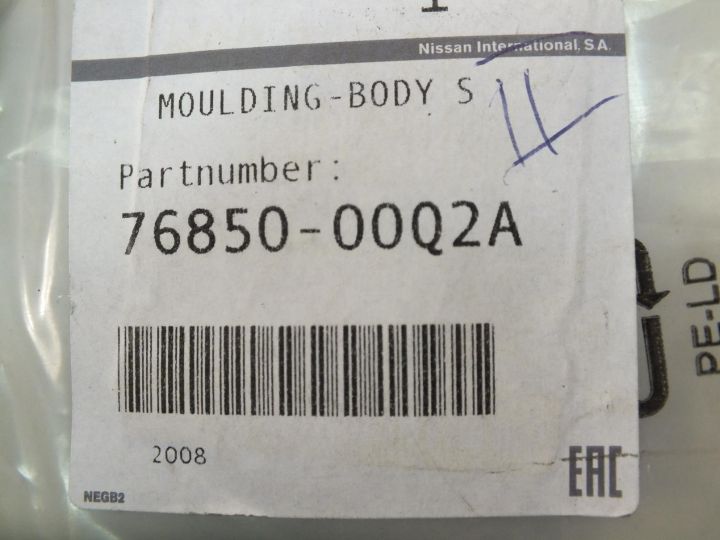 Nissan International, S.A.
MOULDING-BODY S
Partnumber:
76850-00Q2A
2008
NEGB2
EAC
PE-LD